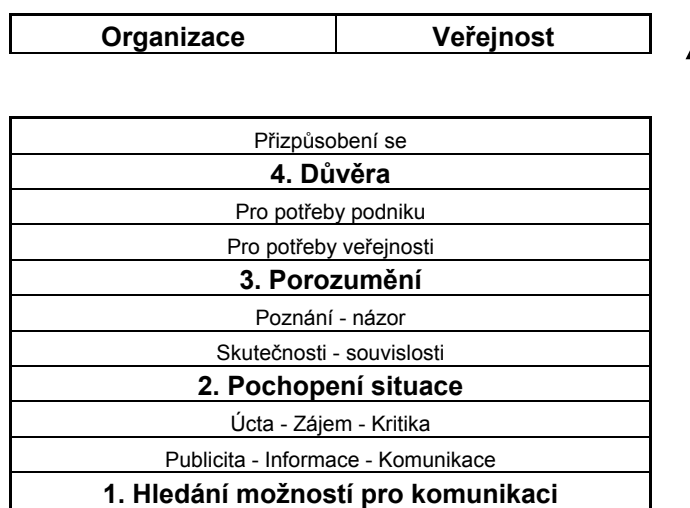 Organizace Veřejnost
Přizpůsobení se
4. Důvěra
Pro potřeby podniku
Pro potřeby veřejnosti
3. Porozumění
Poznání - názor
Skutečnosti - souvislosti
2. Pochopení situace
Úcta - Zájem - Kritika
Publicita - Informace - Komunikace
1. Hledání možností pro komunikaci